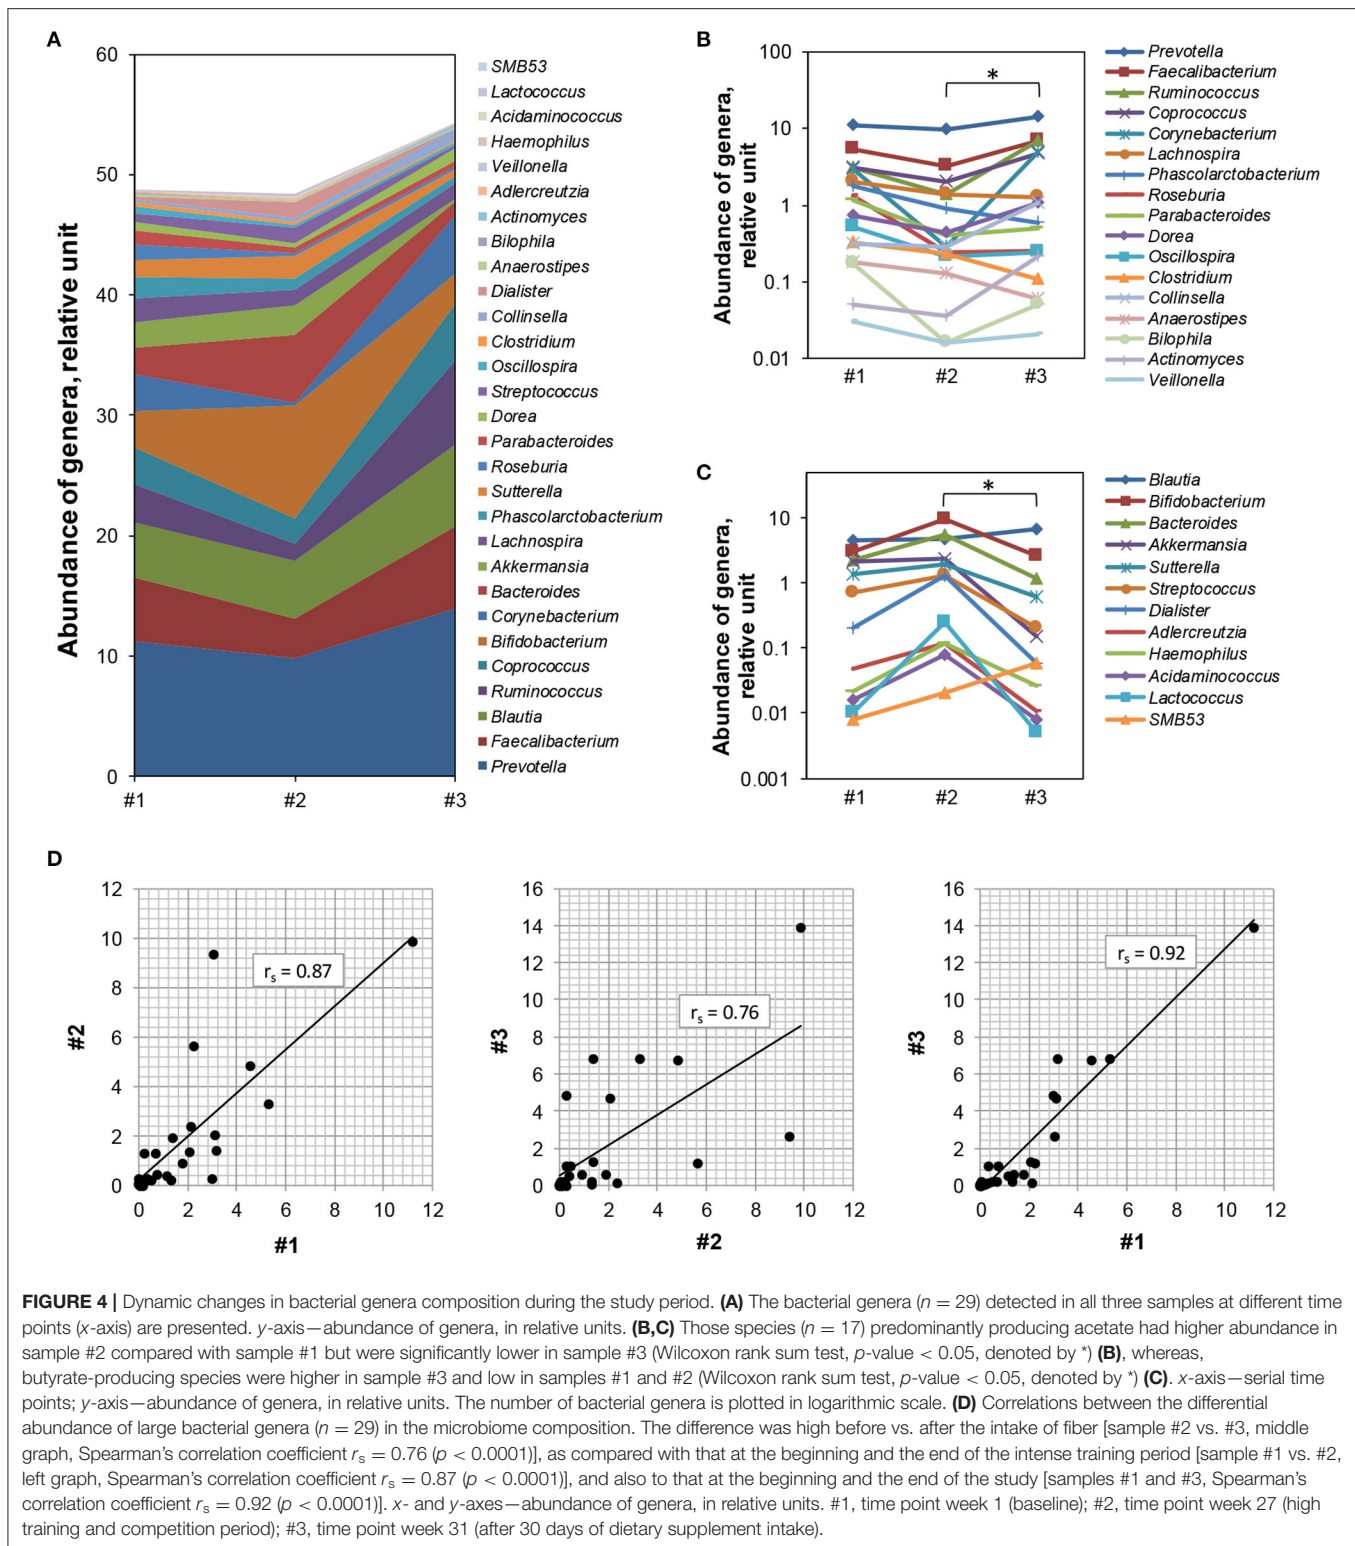 A
Abundance of genera, relative unit
60
50
40
30
20
10
0
#1
#2
#3
SMB53
Lactococcus
Acidaminococcus
Haemophilus
Veillonella
Adlercreutzia
Actinomyces
Bilophila
Anaerostipes
Dialister
Collinsella
Clostridium
Oscillospira
Streptococcus
Dorea
Parabacteroides
Roseburia
Sutterella
Phascolarctobacterium
Lachnospira
Akkermansia
Bacteroides
Corynebacterium
Bifidobacterium
Coprococcus
Ruminococcus
Blautia
Faecalibacterium
Prevotella
B
Abundance of genera,
relative unit
100
10
1
0.1
0.01
*
#1
#2
#3
Prevotella
Faecalibacterium
Ruminococcus
Coprococcus
Corynebacterium
Lachnospira
Phascolarctobacterium
Roseburia
Parabacteroides
Dorea
Oscillospira
Clostridium
Collinsella
Anaerostipes
Bilophila
Actinomyces
Veillonella
C
Abundance of genera,
relative unit
10
1
0.1
0.01
0.001
*
#1
#2
#3
Blautia
Bifidobacterium
Bacteroides
Akkermansia
Sutterella
Streptococcus
Dialister
Adlercreutzia
Haemophilus
Acidaminococcus
Lactococcus
SMB53
D
#2
12
10
8
6
4
2
0
rs = 0.87
0 2 4 6 8 10 12
#1
#3
16
14
12
10
8
6
4
2
0
rs = 0.76
0 2 4 6 8 10 12
#2
#3
16
14
12
10
8
6
4
2
0
rs = 0.92
0 2 4 6 8 10 12
#1
FIGURE 4 | Dynamic changes in bacterial genera composition during the study period. (A) The bacterial genera (n = 29) detected in all three samples at different time
points (x-axis) are presented. y-axis—abundance of genera, in relative units. (B,C) Those species (n = 17) predominantly producing acetate had higher abundance in
sample #2 compared with sample #1 but were significantly lower in sample #3 (Wilcoxon rank sum test, p-value < 0.05, denoted by *) (B), whereas,
butyrate-producing species were higher in sample #3 and low in samples #1 and #2 (Wilcoxon rank sum test, p-value < 0.05, denoted by *) (C). x-axis—serial time
points; y-axis—abundance of genera, in relative units. The number of bacterial genera is plotted in logarithmic scale. (D) Correlations between the differential
abundance of large bacterial genera (n = 29) in the microbiome composition. The difference was high before vs. after the intake of fiber [sample #2 vs. #3, middle
graph, Spearman's correlation coefficient rs = 0.76 (p < 0.0001)], as compared with that at the beginning and the end of the intense training period [sample #1 vs. #2,
left graph, Spearman's correlation coefficient rs = 0.87 (p < 0.0001)], and also to that at the beginning and the end of the study [samples #1 and #3, Spearman's
correlation coefficient rs = 0.92 (p < 0.0001)]. x- and y-axes—abundance of genera, in relative units. #1, time point week 1 (baseline); #2, time point week 27 (high
training and competition period); #3, time point week 31 (after 30 days of dietary supplement intake).